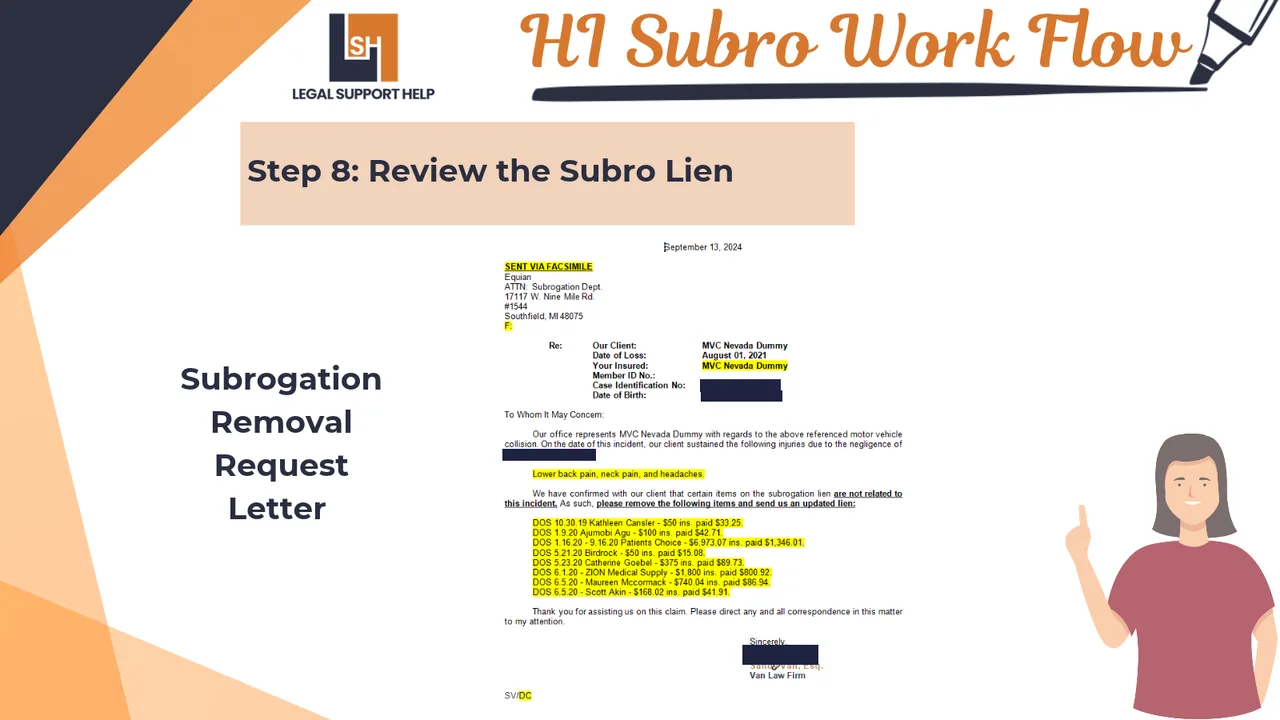 SH
LEGAL SUPPORT HELP
HI Subro Work Flow
Step 8: Review the Subro Lien
Subrogation
Removal
Request
Letter
September 13, 2024
SENT VIA FACSIMILE
Equian
ATTN: Subrogation Dept.
17117 W. Nine Mile Rd.
#1544
Southfield, MI 48075
F:
Re: Our Client: MVC Nevada Dummy
Date of Loss: August 01, 2021
Your Insured: MVC Nevada Dummy
Member ID No.:
Case Identification No:
Date of Birth:
To Whom It May Concern:
Our office represents MVC Nevada Dummy with regards to the above referenced motor vehicle
collision. On the date of this incident, our client sustained the following injuries due to the negligence of
Lower back pain, neck pain, and headaches.
We have confirmed with our client that certain items on the subrogation lien are not related to
this incident. As such, please remove the following items and send us an updated lien:
DOS 10.30.19 Kathleen Cansler - $50 ins. paid $33.25.
DOS 1.9.20 Ajumobi Agu - $100 ins. paid $42.71.
DOS 1.16.20 - 9.16.20 Patients Choice - $6,973.07 ins. paid $1,346.01.
DOS 5.21.20 Birdrock - $50 ins. paid $15.08.
DOS 5.23.20 Catherine Goebel - $375 ins. paid $89.73.
DOS 6.1.20 - ZION Medical Supply - $1,800 ins. paid $800.92.
DOS 6.5.20 - Maureen Mccormack - $740.04 ins. paid $86.94.
DOS 6.5.20 - Scott Akin - $168.02 ins. paid $41.91.
Thank you for assisting us on this claim. Please direct any and all correspondence in this matter
to my attention.
Sincerely,
Van, Esq.
Van Law Firm
SV/DC